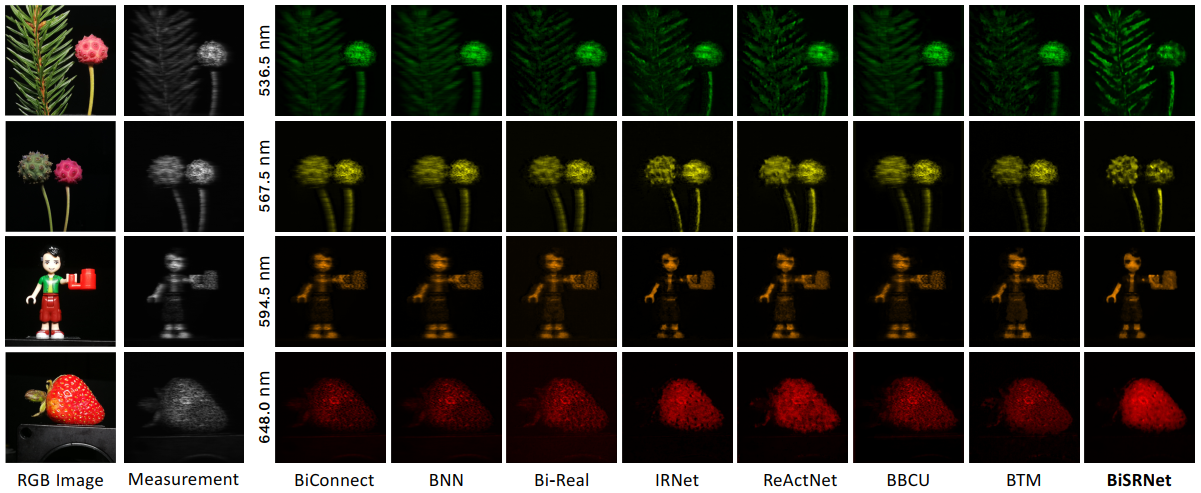 536.5 nm
567.5 nm
594.5 nm
648.0 nm
RGB Image Measurement BiConnect BNN Bi-Real IRNet ReActNet BBCU BTM BiSRNet